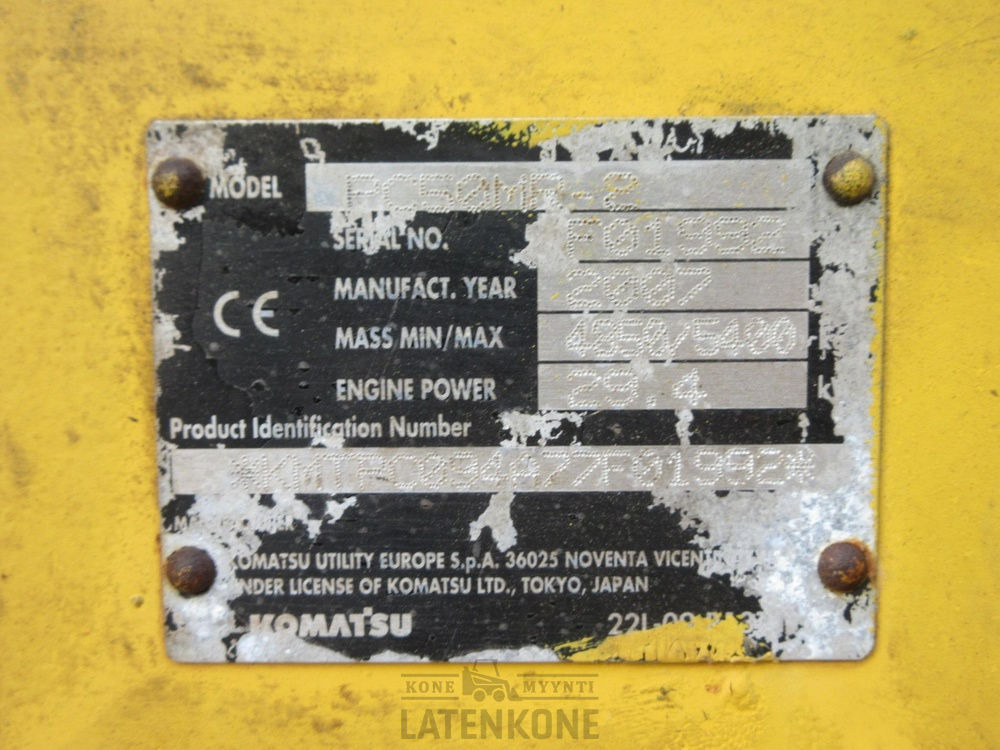 MODEL PC50MR-2
SERIAL NO. F01992
MANUFACT. YEAR 2007
CE
MASS MIN/MAX 4850/5400
ENGINE POWER 29.4
Product Identification Number
*KMTPC094A77F01992*
KOMATSU UTILITY EUROPE S.p.A. 36025 NOVENTA
UNDER LICENSE OF KOMATSU LTD., TOKYO, JAPAN
KOMATSU
KONE MYYNTI
LATENKONE